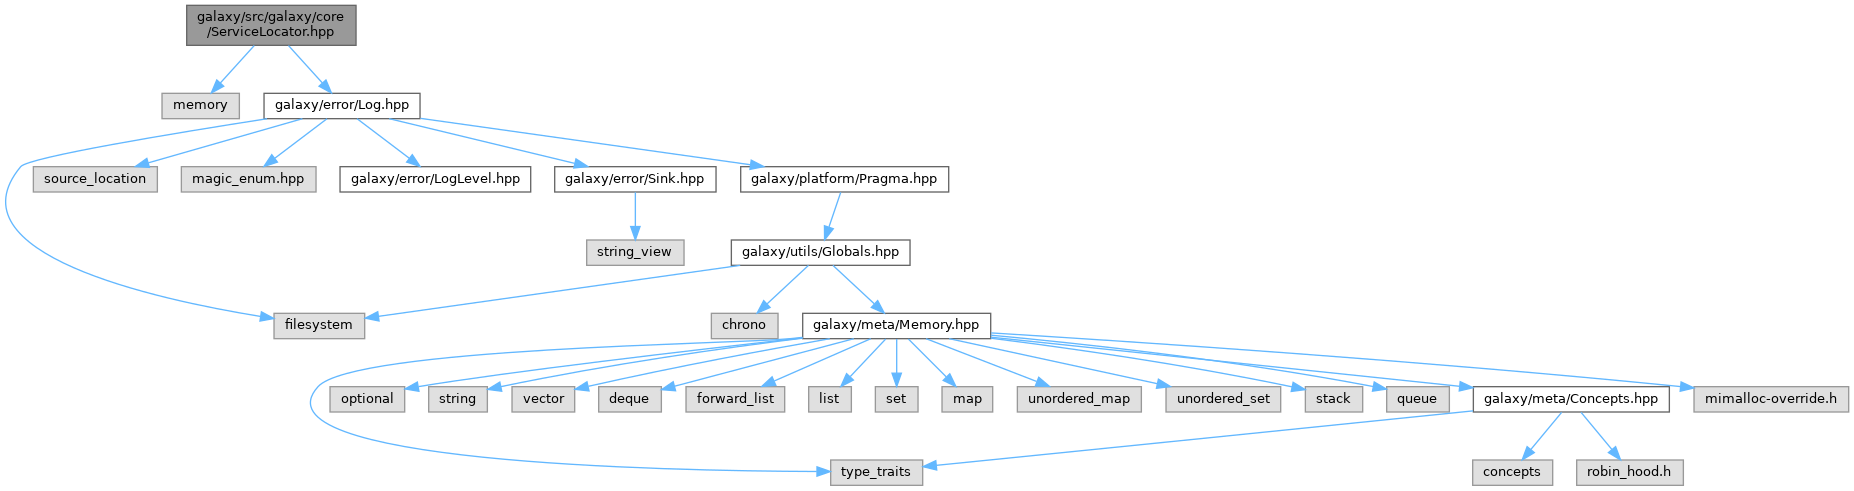 galaxy/src/galaxy/core
/ServiceLocator.hpp
memory
galaxy/error/Log.hpp
source_location
magic_enum.hpp
galaxy/error/LogLevel.hpp
galaxy/error/Sink.hpp
galaxy/platform/Pragma.hpp
string_view
galaxy/utils/Globals.hpp
filesystem
chrono
galaxy/meta/Memory.hpp
optional
string
vector
deque
forward_list
list
set
map
unordered_map
unordered_set
stack
queue
galaxy/meta/Concepts.hpp
mimalloc-override.h
type_traits
concepts
robin_hood.h